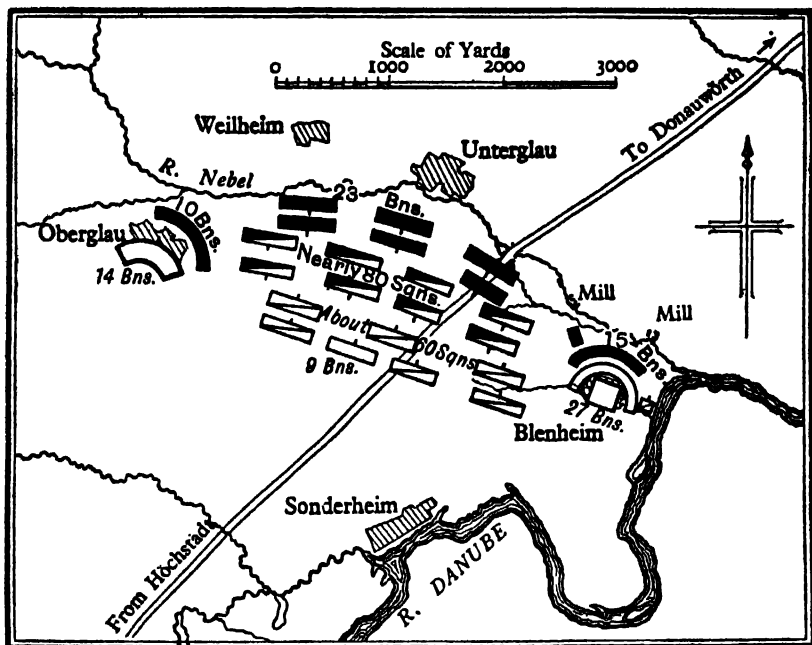 Scale of Yards
0 1000 2000 3000
To Donauwörth
Weilheim
Unterglau
R. Nebel
23 Bns.
10 Bns.
Oberglau
14 Bns.
Nearly 80 Sqns.
Mill
Mill
About 60 Sqns.
15 Bns.
9 Bns.
27 Bns.
Blenheim
Sonderheim
From Höchstädt
R. DANUBE